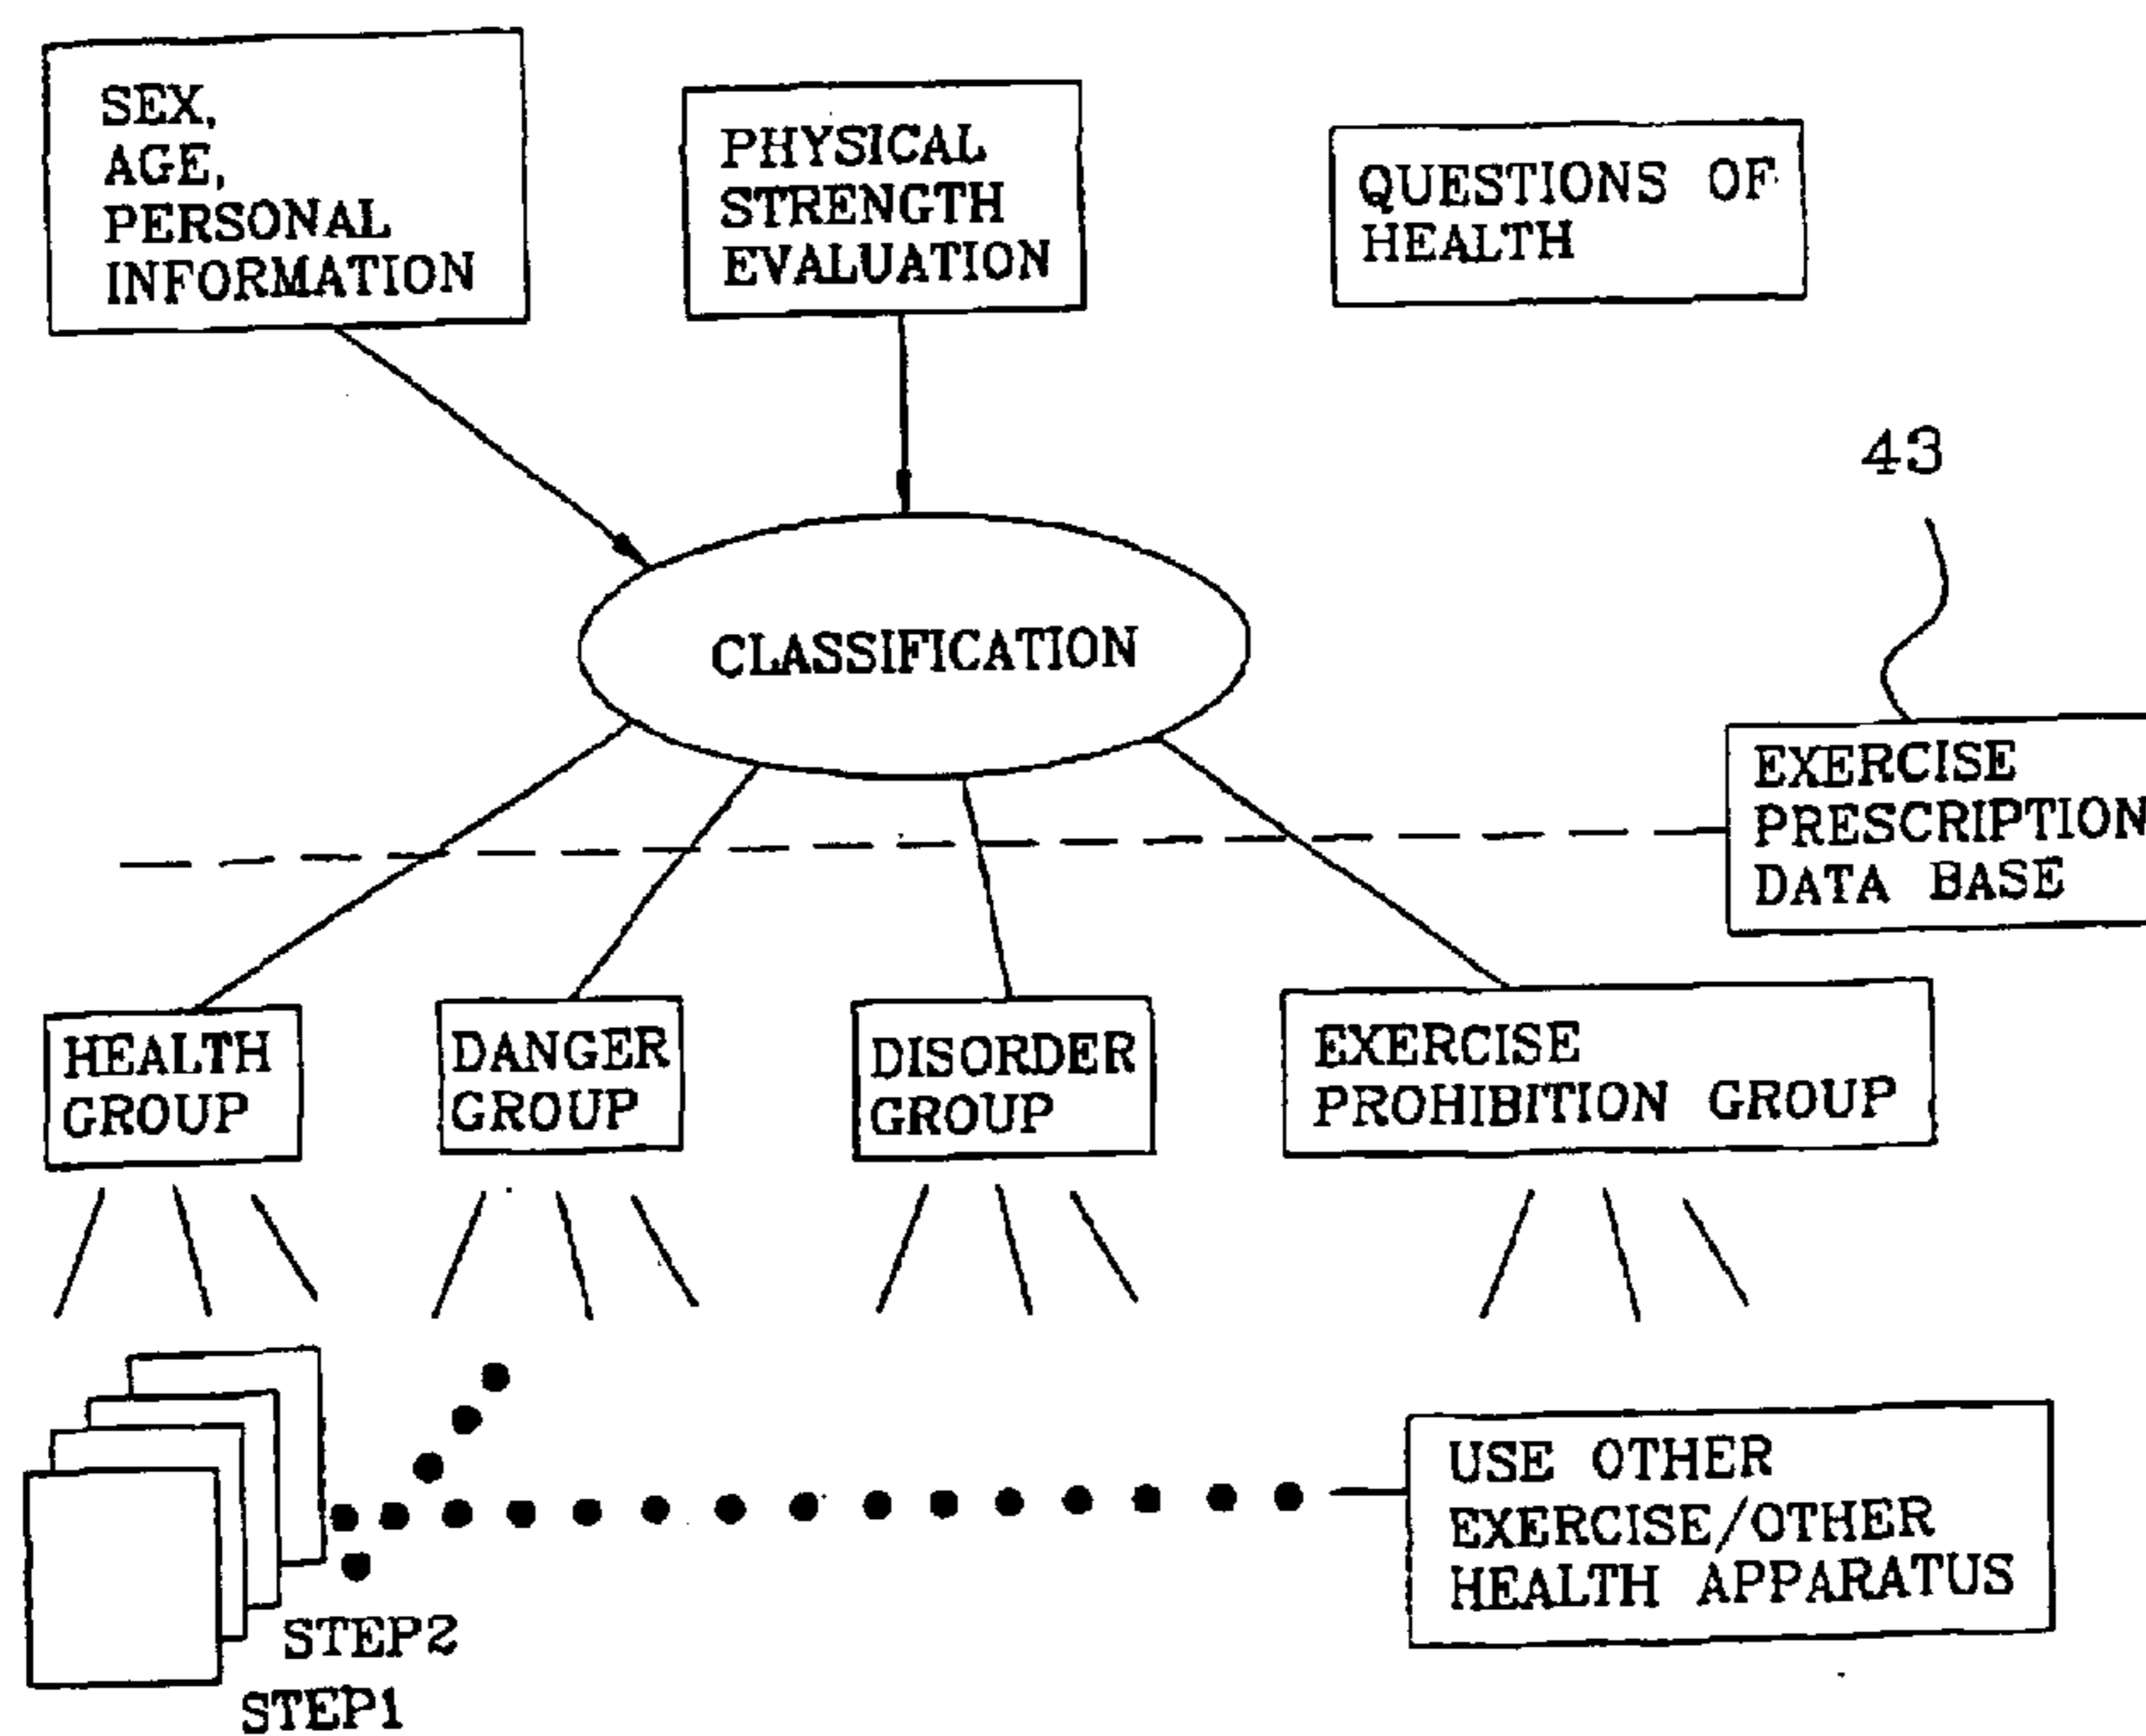 SEX,
AGE,
PERSONAL
INFORMATION
PHYSICAL
STRENGTH
EVALUATION
QUESTIONS OF
HEALTH
43
CLASSIFICATION
EXERCISE
PRESCRIPTION
DATA BASE
HEALTH
GROUP
DANGER
GROUP
DISORDER
GROUP
EXERCISE
PROHIBITION GROUP
USE OTHER
EXERCISE/OTHER
HEALTH APPARATUS
STEP2
STEP1